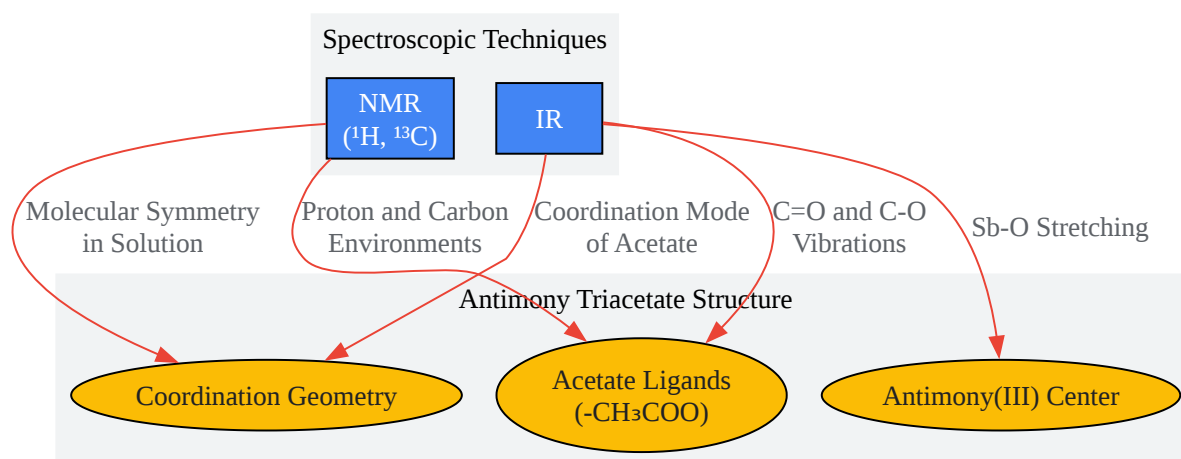 Spectroscopic Techniques
NMR
(¹H, ¹³C)
IR
Molecular Symmetry
in Solution
Proton and Carbon
Environments
Coordination Mode
of Acetate
C=O and C-O
Vibrations
Sb-O Stretching
Antimony Triacetate Structure
Coordination Geometry
Acetate Ligands
(-CH₃COO)
Antimony(III) Center